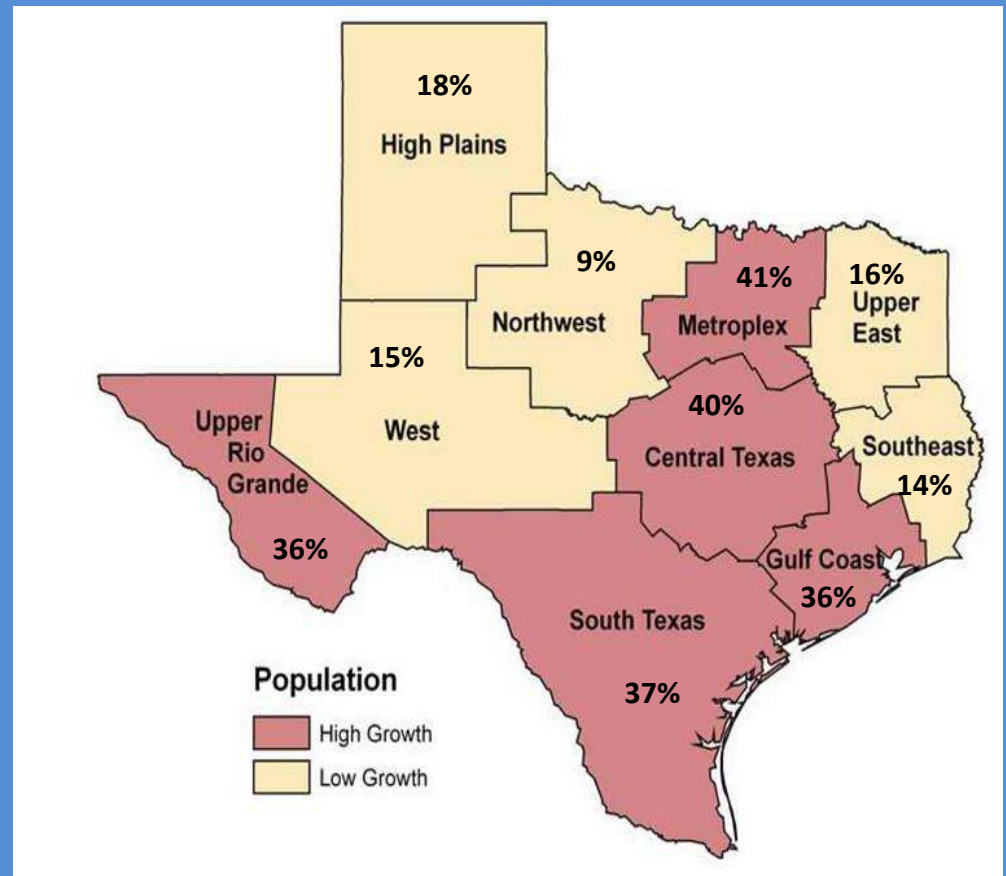 18%
High Plains
9%
Northwest
41%
Metroplex
16%
Upper
East
15%
West
40%
Central Texas
Southeast
14%
Upper
Rio
Grande
36%
Gulf Coast
36%
South Texas
37%
Population
High Growth
Low Growth